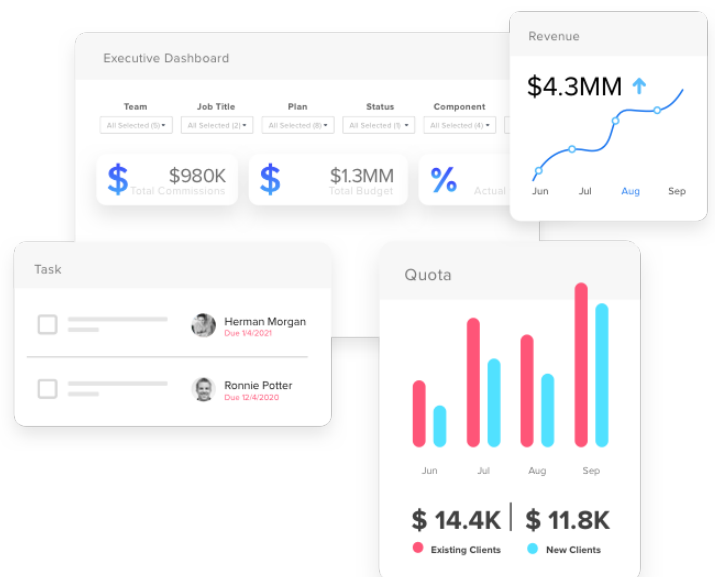 Executive Dashboard
Team Job Title Plan Status Component
All Selected (5) All Selected (2) All Selected (8) All Selected (1) All Selected (4)
$ $980K
Total Commissions
$ $1.3MM
Total Budget
%
Actual
Revenue
$4.3MM
Jun Jul Aug Sep
Task
Herman Morgan
Due 1/4/2021
Ronnie Potter
Due 12/4/2020
Quota
Jun Jul Aug Sep
$ 14.4K $ 11.8K
Existing Clients New Clients